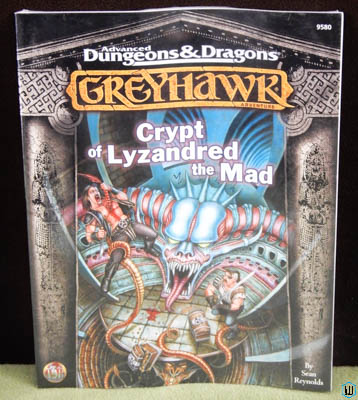 9580
Advanced
Dungeons & Dragons
GREYHAWK
ADVENTURE
Crypt
of Lyzandred
the Mad
By
Sean
Reynolds